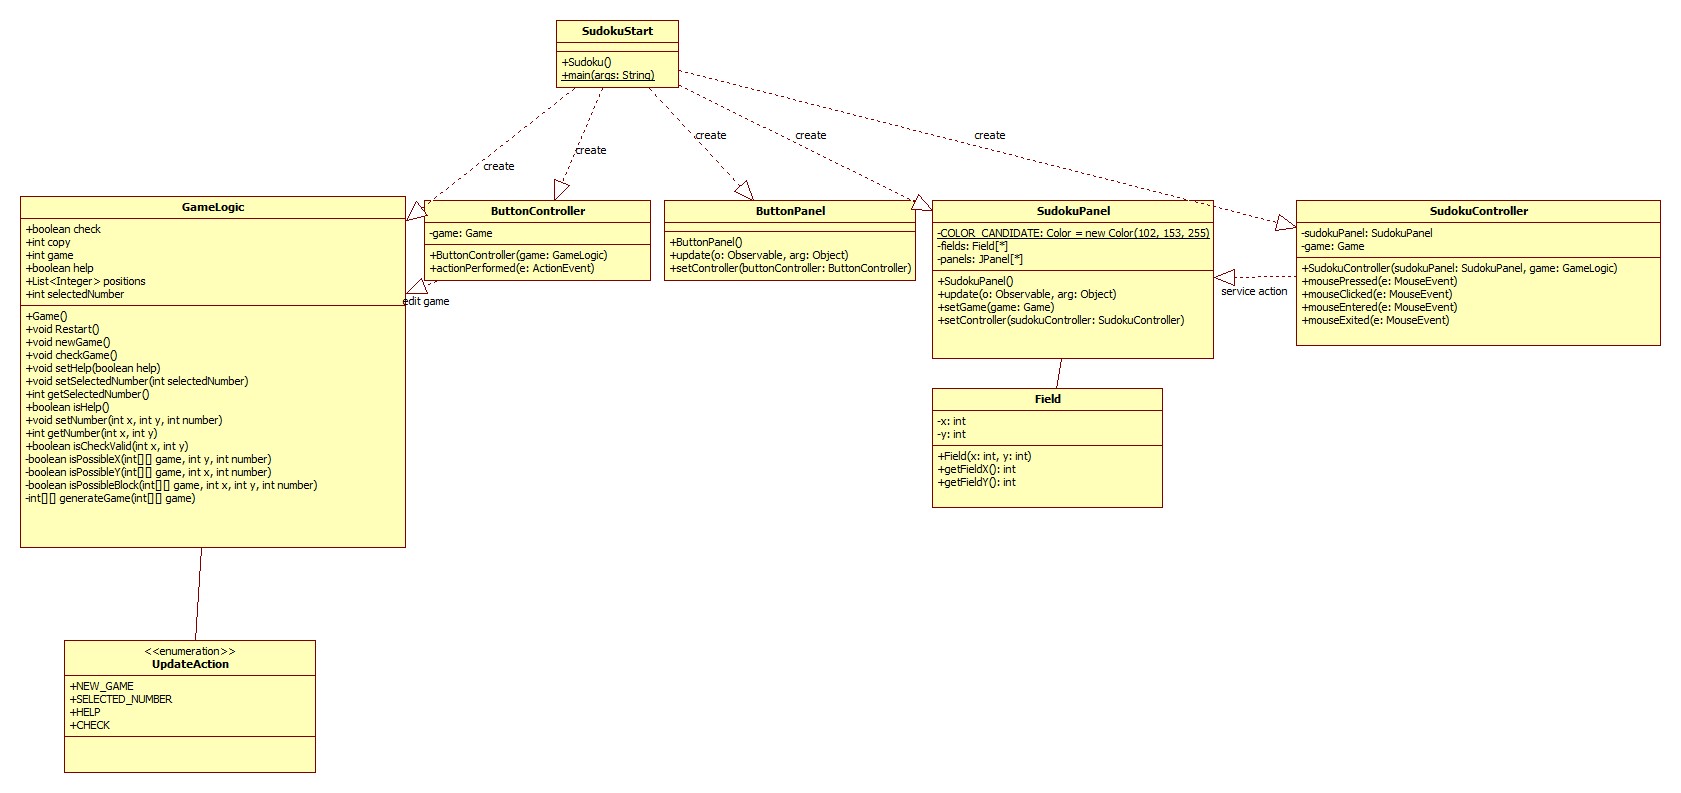 SudokuStart
+Sudoku()
+main(args: String)
create
create
create
create
create
GameLogic
+boolean check
+int copy
+int game
+boolean help
+List<Integer> positions
+int selectedNumber
+Game()
+void Restart()
+void newGame()
+void checkGame()
+void setHelp(boolean help)
+void setSelectedNumber(int selectedNumber)
+int getSelectedNumber()
+boolean isHelp()
+void setNumber(int x, int y, int number)
+int getNumber(int x, int y)
+boolean isCheckValid(int x, int y)
-boolean isPossibleX(int[][] game, int y, int number)
-boolean isPossibleY(int[][] game, int x, int number)
-boolean isPossibleBlock(int[][] game, int x, int y, int number)
-int[][] generateGame(int[][] game)
ButtonController
-game: Game
+ButtonController(game: GameLogic)
+actionPerformed(e: ActionEvent)
edit game
ButtonPanel
+ButtonPanel()
+update(o: Observable, arg: Object)
+setController(buttonController: ButtonController)
SudokuPanel
-COLOR_CANDIDATE: Color = new Color(102, 153, 255)
-fields: Field[*]
-panels: JPanel[*]
+SudokuPanel()
+update(o: Observable, arg: Object)
+setGame(game: Game)
+setController(sudokuController: SudokuController)
service action
SudokuController
-sudokuPanel: SudokuPanel
-game: Game
+SudokuController(sudokuPanel: SudokuPanel, game: GameLogic)
+mousePressed(e: MouseEvent)
+mouseClicked(e: MouseEvent)
+mouseEntered(e: MouseEvent)
+mouseExited(e: MouseEvent)
Field
-x: int
-y: int
+Field(x: int, y: int)
+getFieldX(): int
+getFieldY(): int
<<enumeration>>
UpdateAction
+NEW_GAME
+SELECTED_NUMBER
+HELP
+CHECK